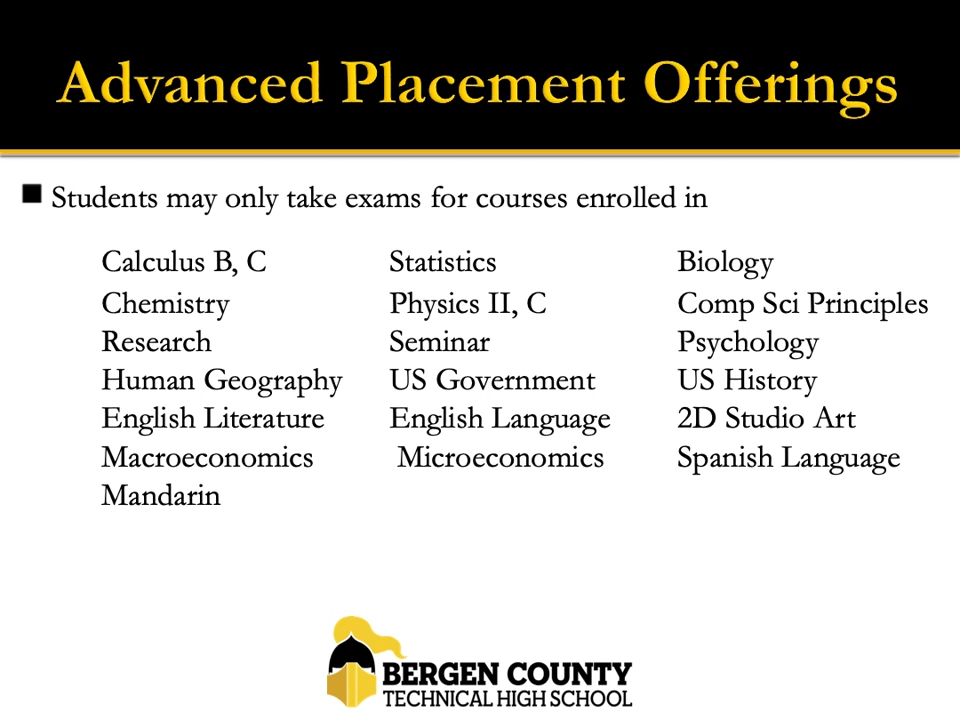 Advanced Placement Offerings
Students may only take exams for courses enrolled in
Calculus B, C Statistics Biology
Chemistry Physics II, C Comp Sci Principles
Research Seminar Psychology
Human Geography US Government US History
English Literature English Language 2D Studio Art
Macroeconomics Microeconomics Spanish Language
Mandarin
BERGEN COUNTY
TECHNICAL HIGH SCHOOL